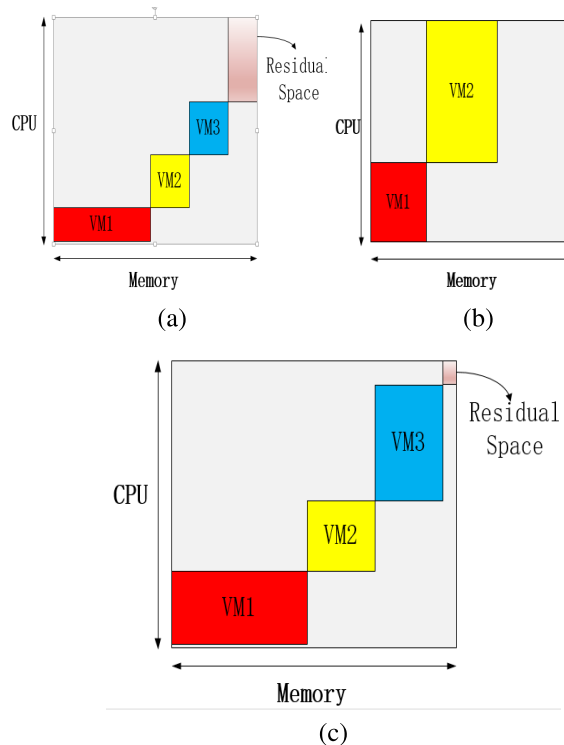 Residual
Space
CPU
VM3
VM2
VM1
Memory
(a)
VM2
CPU
VM1
Memory
(b)
Residual
Space
VM3
CPU
VM2
VM1
Memory
(c)